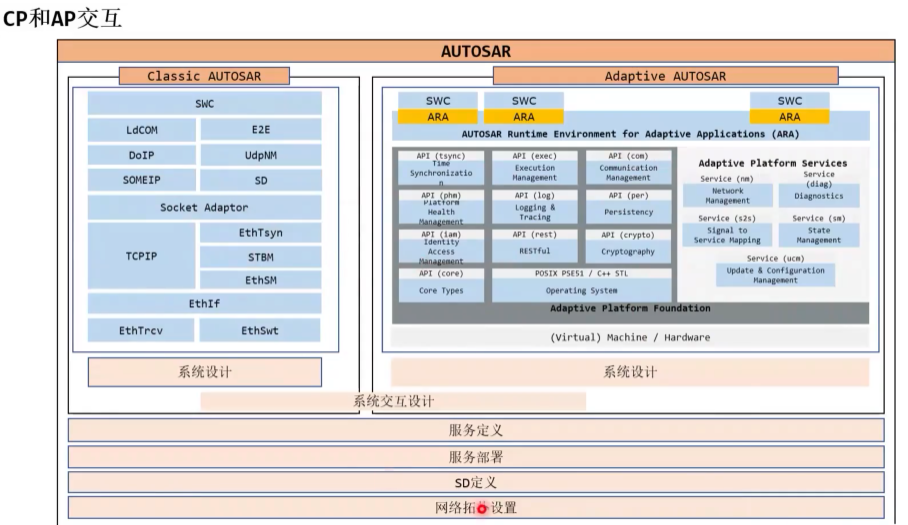 CP和AP交互
AUTOSAR
Classic AUTOSAR
SWC
LdCOM
E2E
DoIP
UdpNM
SOMEIP
SD
Socket Adaptor
TCPIP
EthTsyn
STBM
EthSM
EthIf
EthTrcv
EthSwt
系统设计
Adaptive AUTOSAR
SWC
SWC
SWC
ARA
ARA
ARA
AUTOSAR Runtime Environment for Adaptive Applications (ARA)
API (tsync)
Time
Synchronizatio
n
API (exec)
Execution
Management
API (com)
Communication
Management
API (phm)
Platform
Health
Management
API (log)
Logging &
Tracing
API (per)
Persistency
API (iam)
Identity
Access
Management
API (rest)
RESTful
API (crypto)
Cryptography
API (core)
Core Types
POSIX PSE51 / C++ STL
Operating System
Adaptive Platform Services
Service (nm)
Network
Management
Service
(diag)
Diagnostics
Service (s2s)
Signal to
Service Mapping
Service (sm)
State
Management
Service (ucm)
Update & Configuration
Management
Adaptive Platform Foundation
(Virtual) Machine / Hardware
系统设计
系统交互设计
服务定义
服务部署
SD定义
网络拓设置